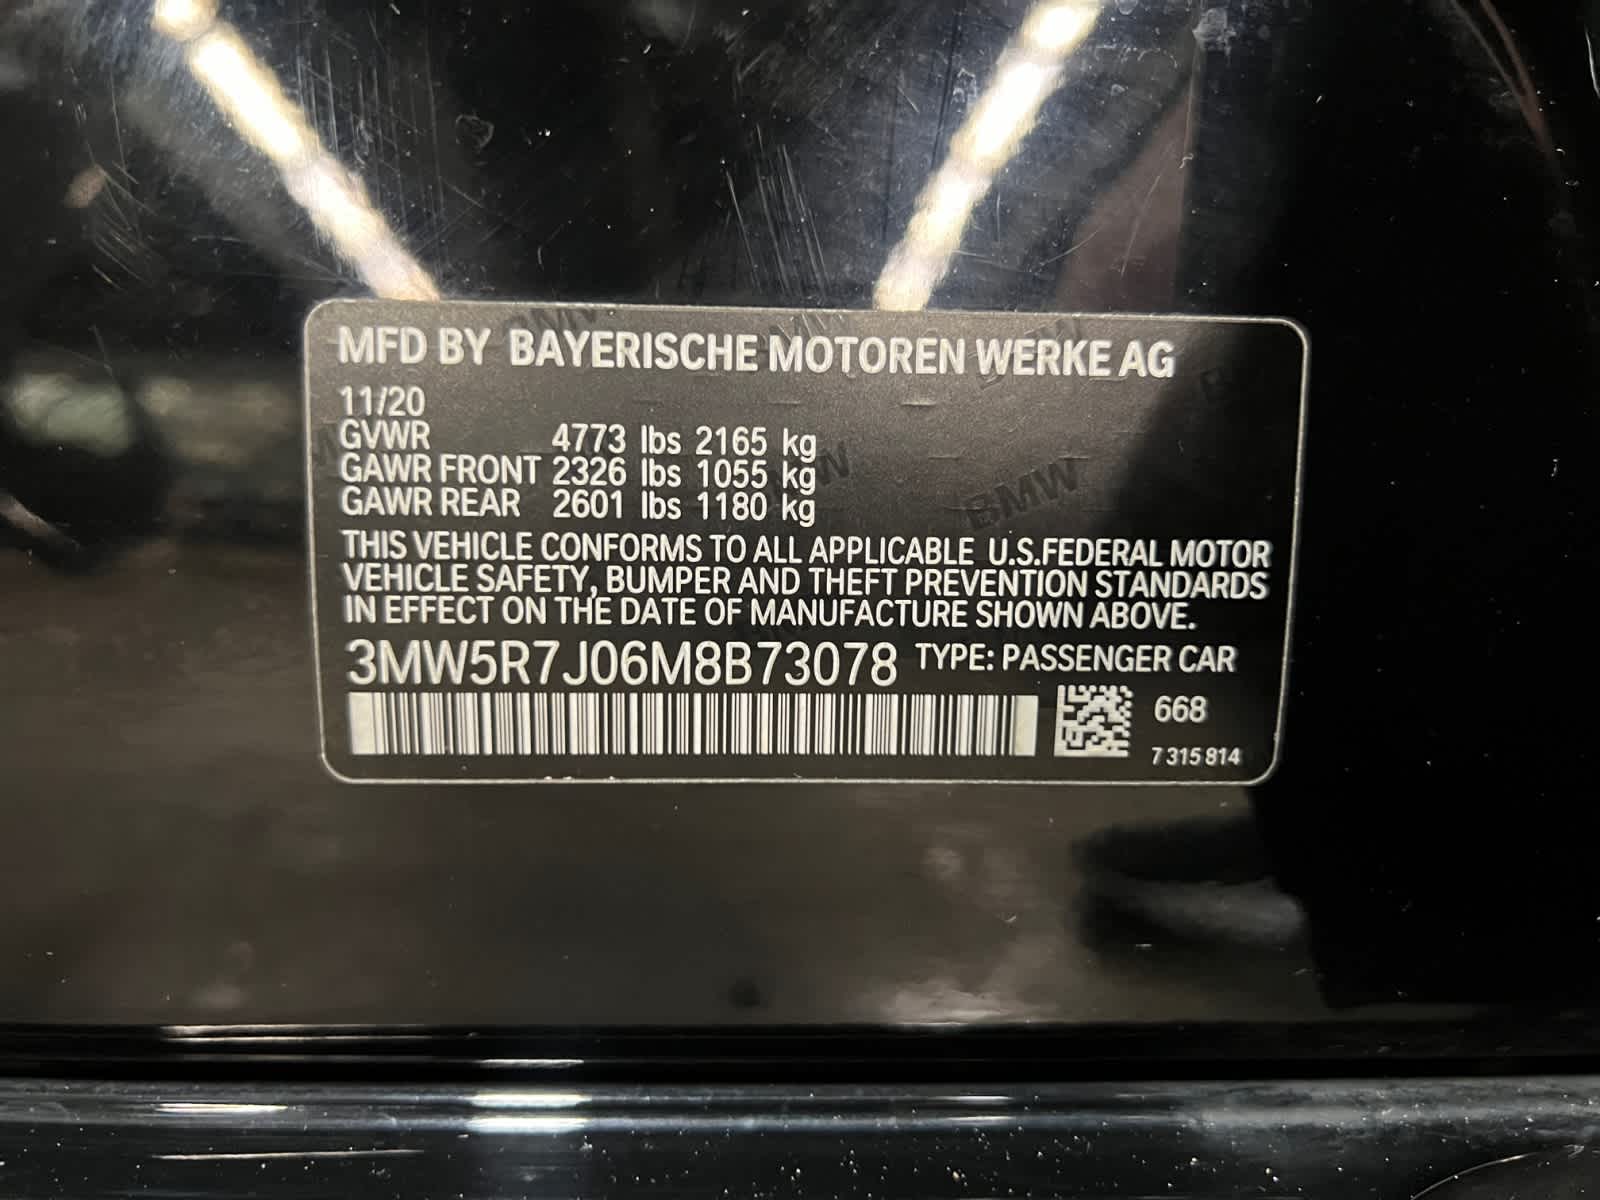 MFD BY BAYERISCHE MOTOREN WERKE AG
11/20
GVWR 4773 lbs 2165 kg
GAWR FRONT 2326 lbs 1055 kg
GAWR REAR 2601 lbs 1180 kg
THIS VEHICLE CONFORMS TO ALL APPLICABLE U.S.FEDERAL MOTOR
VEHICLE SAFETY, BUMPER AND THEFT PREVENTION STANDARDS
IN EFFECT ON THE DATE OF MANUFACTURE SHOWN ABOVE.
3MW5R7J06M8B73078 TYPE: PASSENGER CAR
668
7 315 814